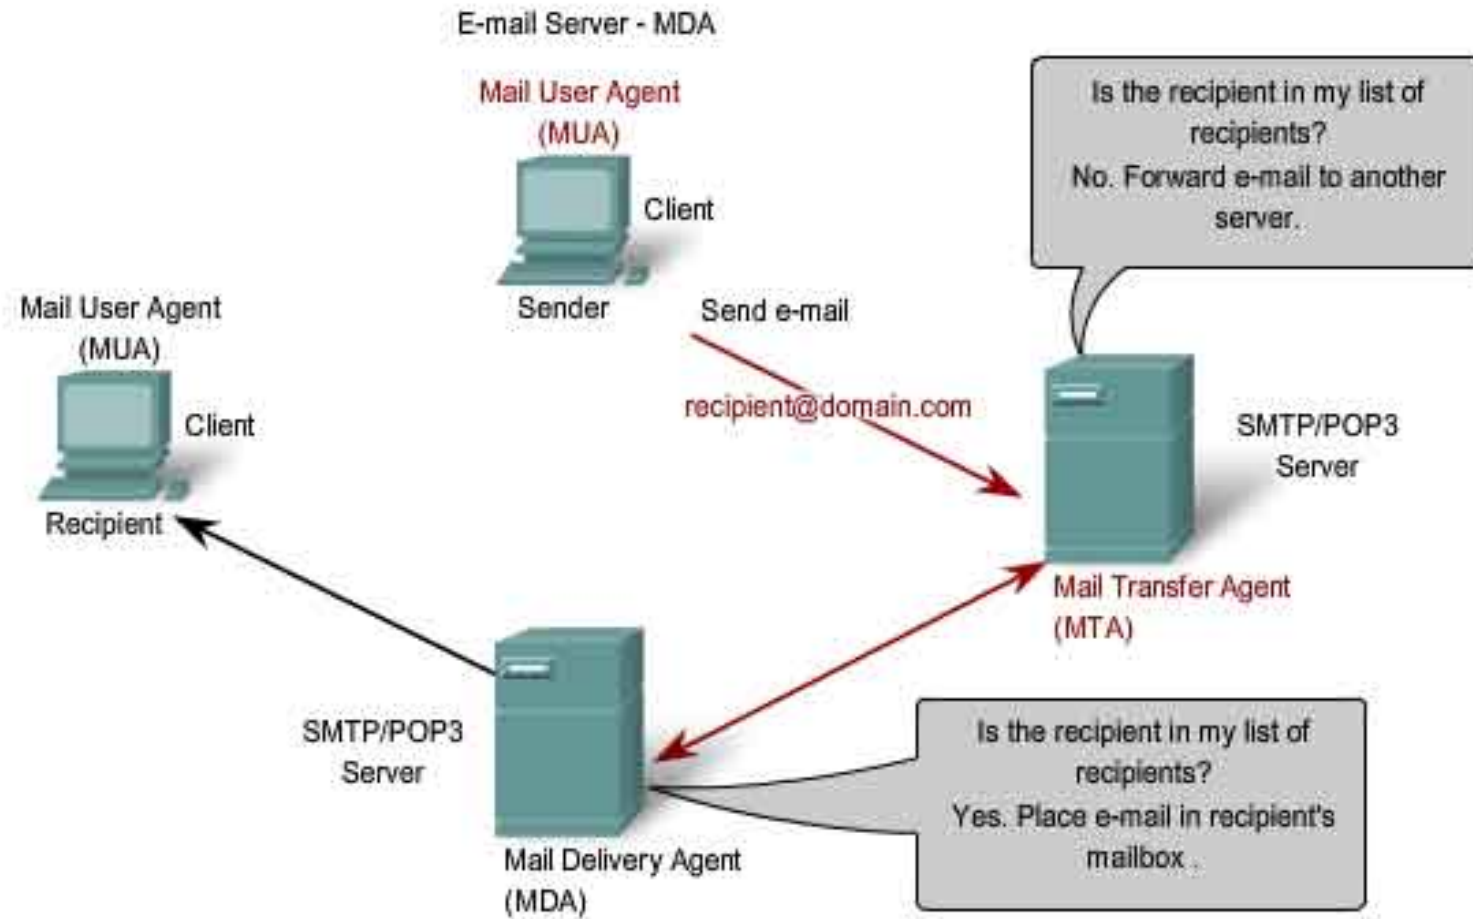 E-mail Server - MDA
Mail User Agent
(MUA)
Client
Sender
Is the recipient in my list of
recipients?
No. Forward e-mail to another
server.
Mail User Agent
(MUA)
Client
Recipient
Send e-mail
recipient@domain.com
SMTP/POP3
Server
Mail Transfer Agent
(MTA)
SMTP/POP3
Server
Mail Delivery Agent
(MDA)
Is the recipient in my list of
recipients?
Yes. Place e-mail in recipient's
mailbox .